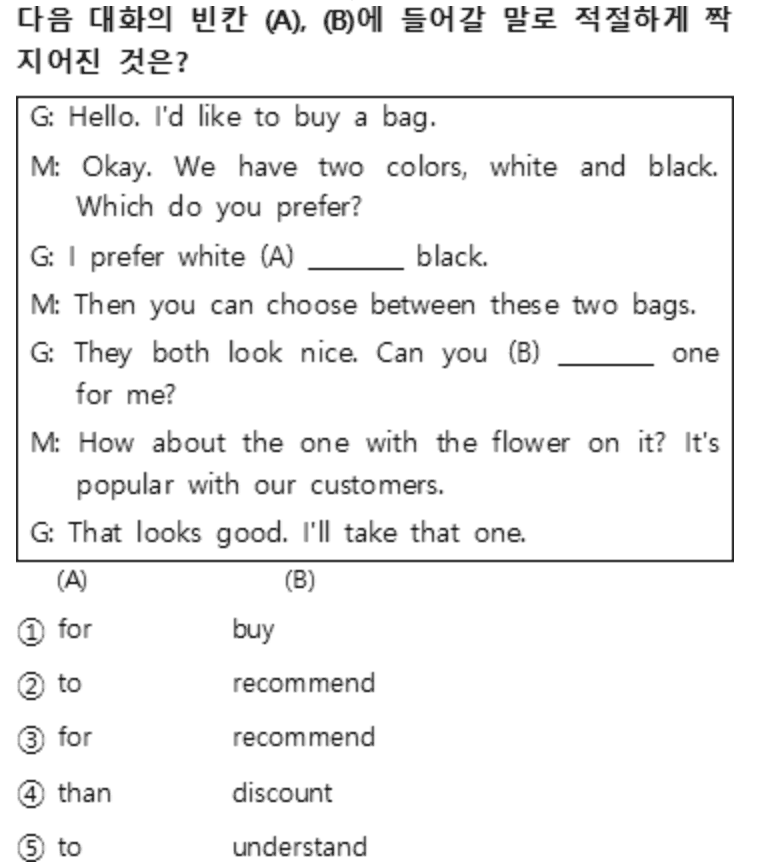 다음 대화의 빈칸 (A), (B)에 들어갈 말로 적절하게 짝
지어진 것은?
G: Hello. I'd like to buy a bag.
M: Okay. We have two colors, white and black.
Which do you prefer?
G: I prefer white (A) _______ black.
M: Then you can choose between these two bags.
G: They both look nice. Can you (B) _______ one
for me?
M: How about the one with the flower on it? It's
popular with our customers.
G: That looks good. I'll take that one.
(A) (B)
① for buy
② to recommend
③ for recommend
④ than discount
⑤ to understand